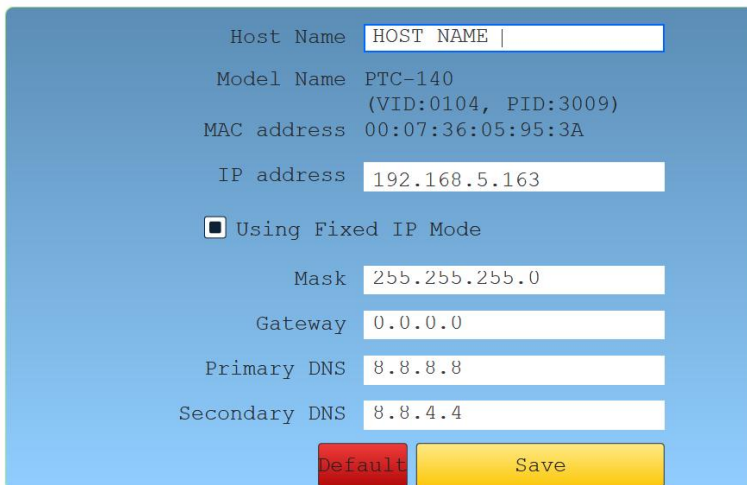 Host Name HOST NAME
Model Name PTC-140
(VID:0104, PID:3009)
MAC address 00:07:36:05:95:3A
IP address 192.168.5.163
Using Fixed IP Mode
Mask 255.255.255.0
Gateway 0.0.0.0
Primary DNS 8.8.8.8
Secondary DNS 8.8.4.4
Default Save